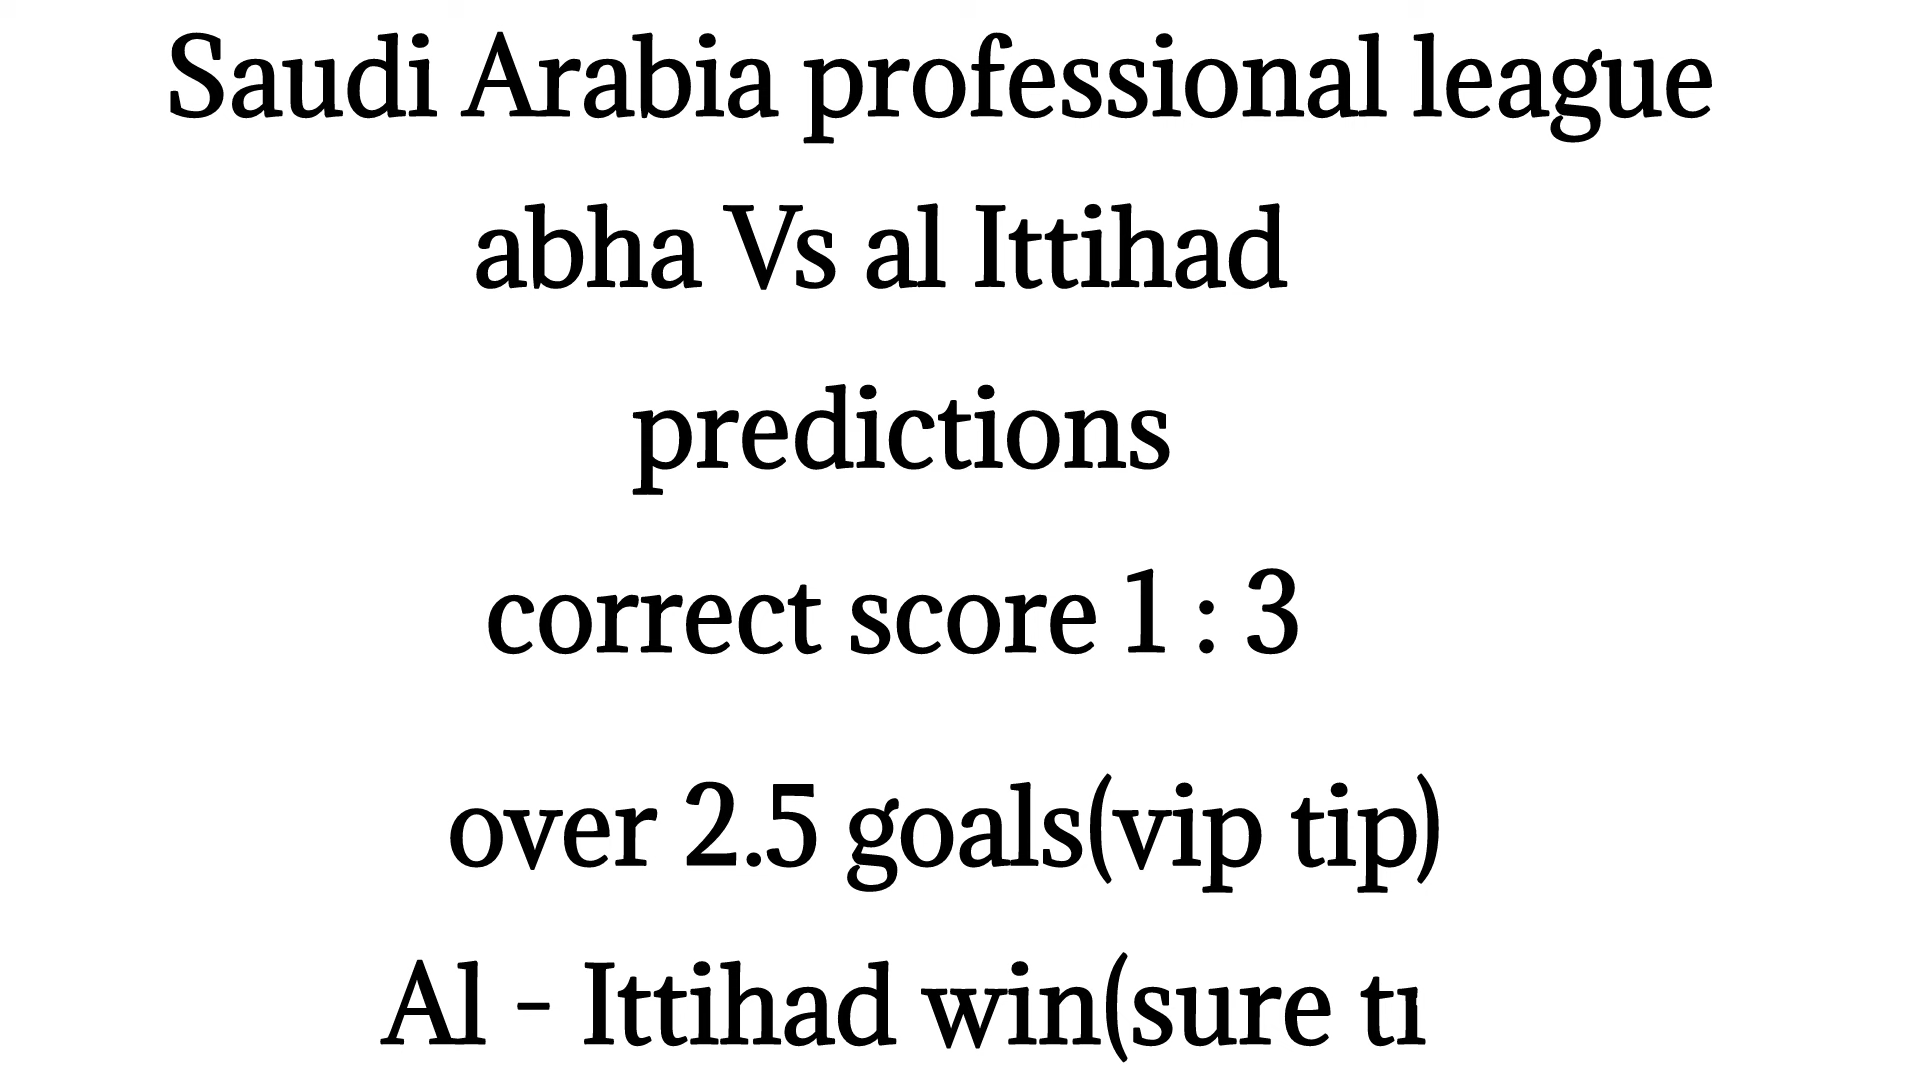 Saudi Arabia professional league
abha Vs al Ittihad
predictions
correct score 1 : 3
over 2.5 goals(vip tip)
Al - Ittihad win(sure